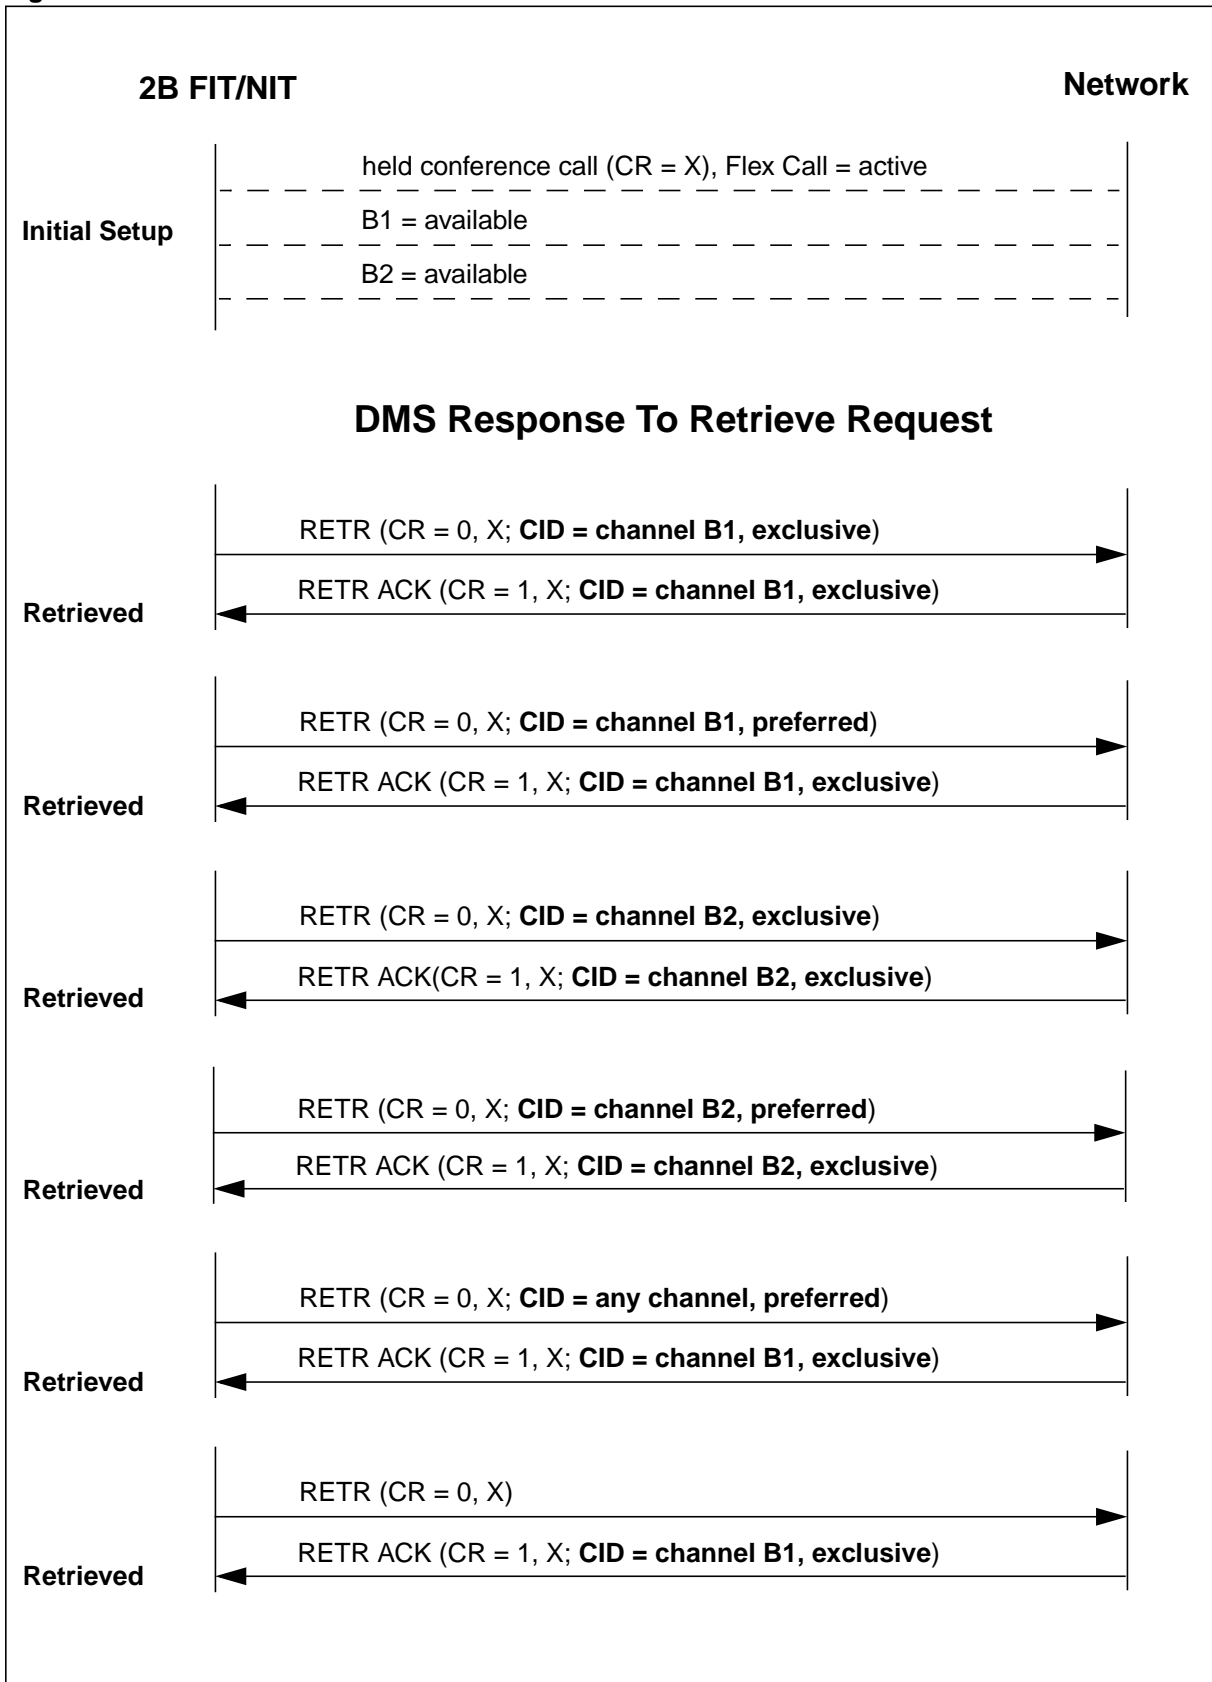 2B FIT/NIT
Network
held conference call (CR = X), Flex Call = active
B1 = available
Initial Setup
B2 = available
DMS Response To Retrieve Request
RETR (CR = 0, X; CID = channel B1, exclusive)
RETR ACK (CR = 1, X; CID = channel B1, exclusive)
Retrieved
RETR (CR = 0, X; CID = channel B1, preferred)
RETR ACK (CR = 1, X; CID = channel B1, exclusive)
Retrieved
RETR (CR = 0, X; CID = channel B2, exclusive)
RETR ACK(CR = 1, X; CID = channel B2, exclusive)
Retrieved
RETR (CR = 0, X; CID = channel B2, preferred)
RETR ACK (CR = 1, X; CID = channel B2, exclusive)
Retrieved
RETR (CR = 0, X; CID = any channel, preferred)
RETR ACK (CR = 1, X; CID = channel B1, exclusive)
Retrieved
RETR (CR = 0, X)
RETR ACK (CR = 1, X; CID = channel B1, exclusive)
Retrieved